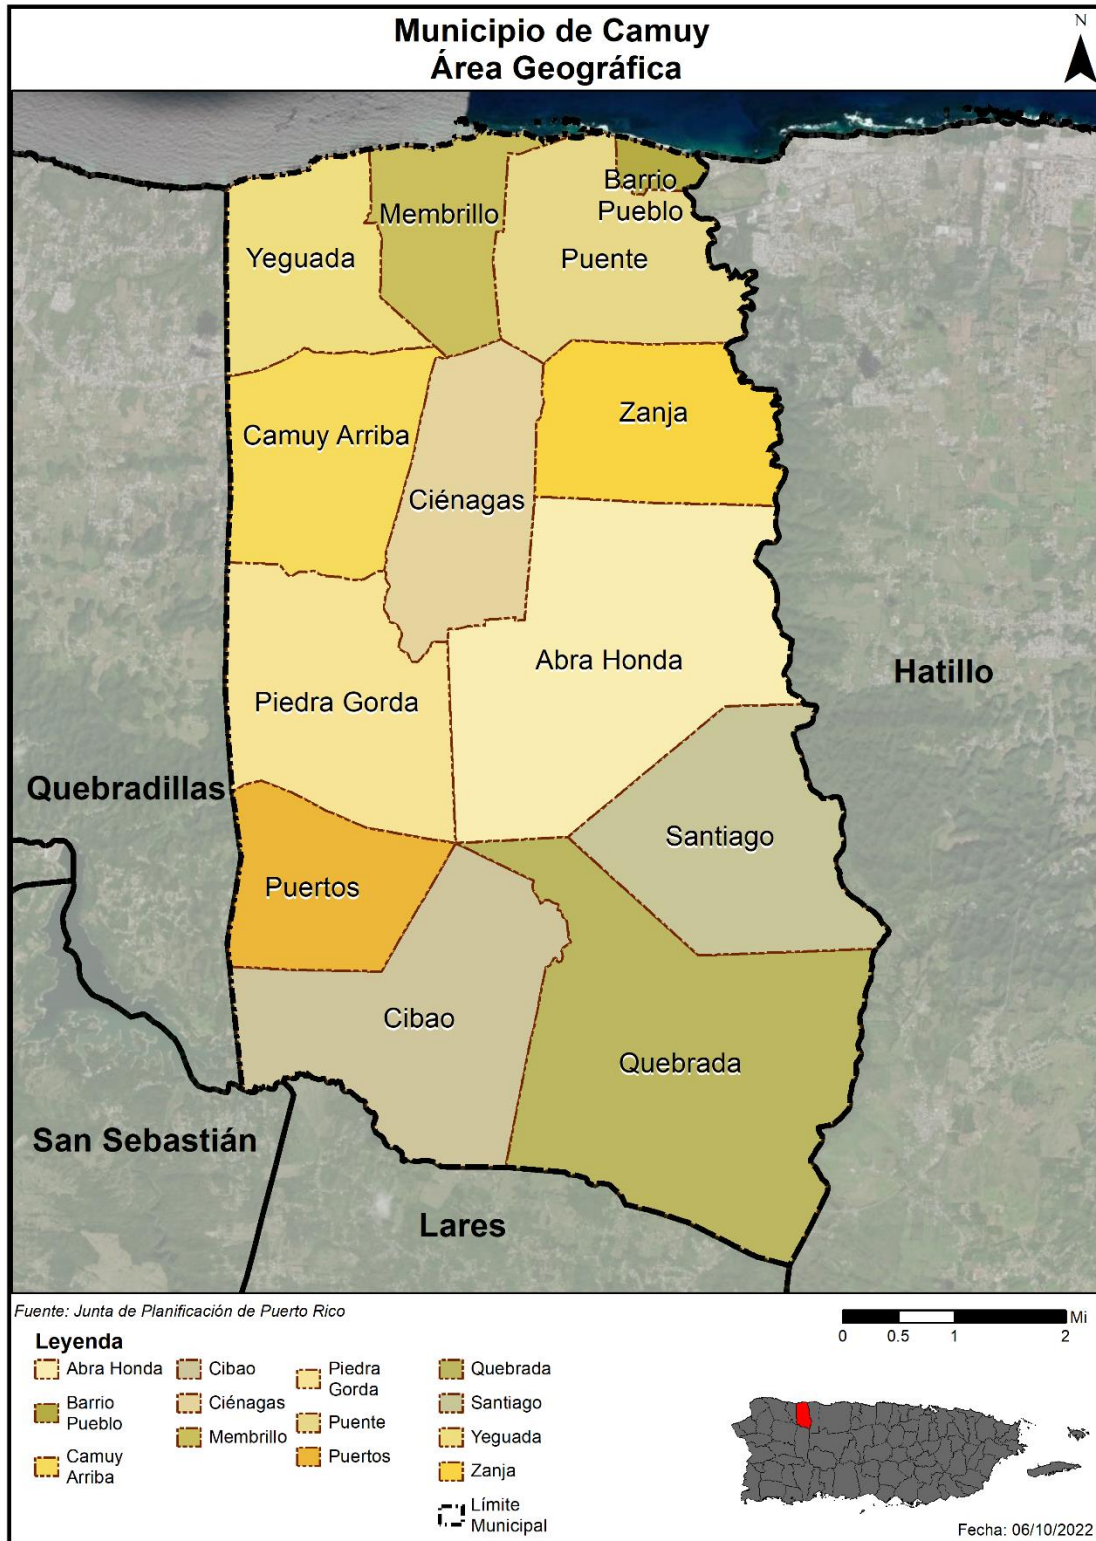 Municipio de Camuy
Área Geográfica
N
Barrio
Pueblo
Membrillo
Yeguada
Puente
Zanja
Camuy Arriba
Ciénagas
Abra Honda
Hatillo
Piedra Gorda
Quebradillas
Santiago
Puertos
Cibao
Quebrada
San Sebastián
Lares
Fuente: Junta de Planificación de Puerto Rico
Leyenda
Abra Honda
Barrio
Pueblo
Camuy
Arriba
Cibao
Ciénagas
Membrillo
Piedra
Gorda
Puente
Puertos
Quebrada
Santiago
Yeguada
Zanja
Límite
Municipal
Mi
0 0.5 1 2
Fecha: 06/10/2022